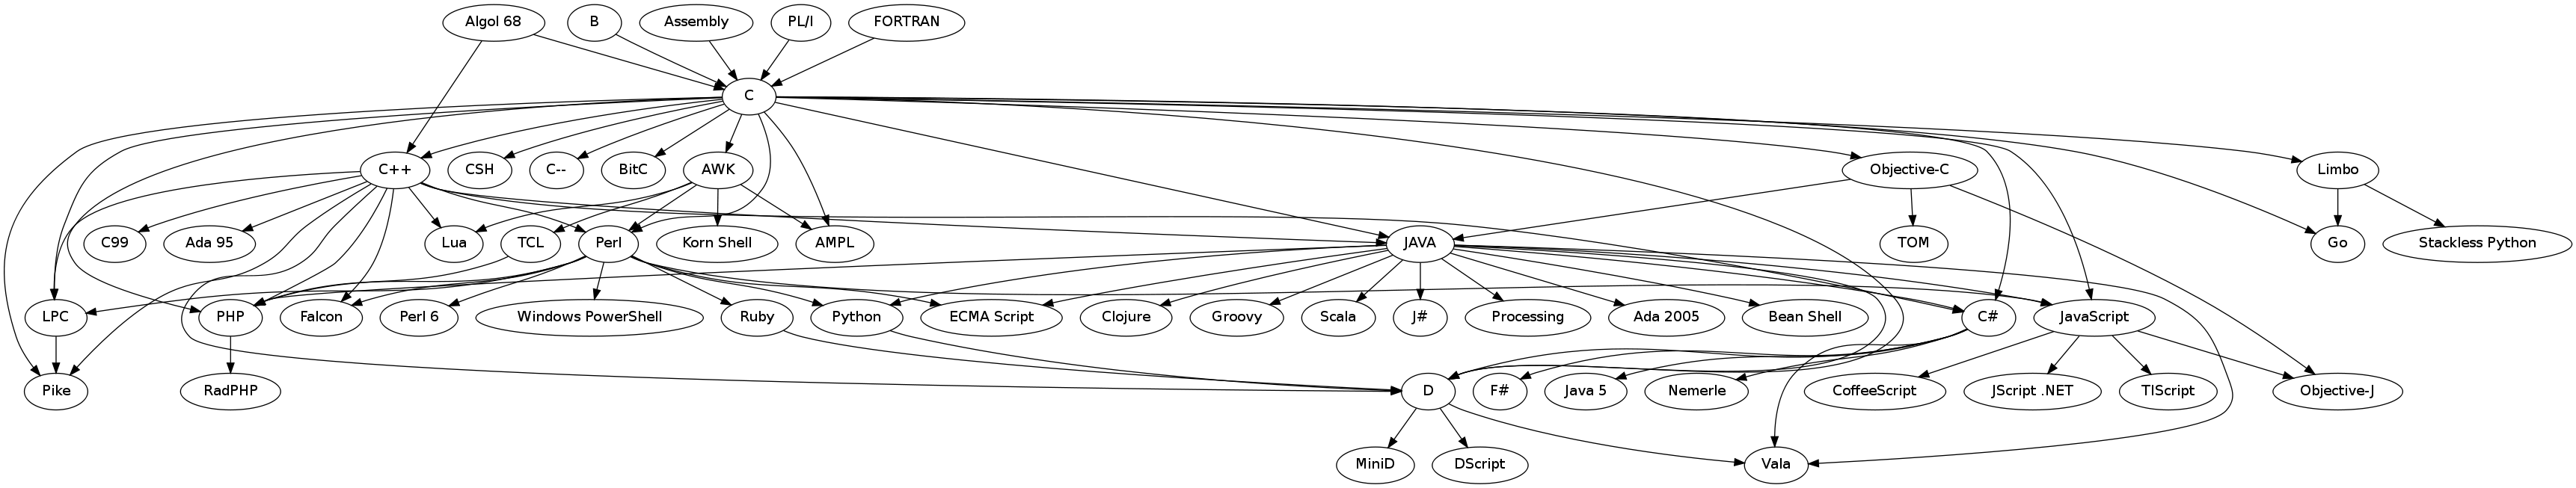 Algol 68
B
Assembly
PL/I
FORTRAN
C
C++
CSH
C--
BitC
AWK
Objective-C
Limbo
C99
Ada 95
Lua
TCL
Perl
Korn Shell
AMPL
JAVA
TOM
Go
Stackless Python
LPC
PHP
Falcon
Perl 6
Windows PowerShell
Ruby
Python
ECMA Script
Clojure
Groovy
Scala
J#
Processing
Ada 2005
Bean Shell
C#
JavaScript
Pike
RadPHP
D
F#
Java 5
Nemerle
CoffeeScript
JScript .NET
TIScript
Objective-J
MiniD
DScript
Vala